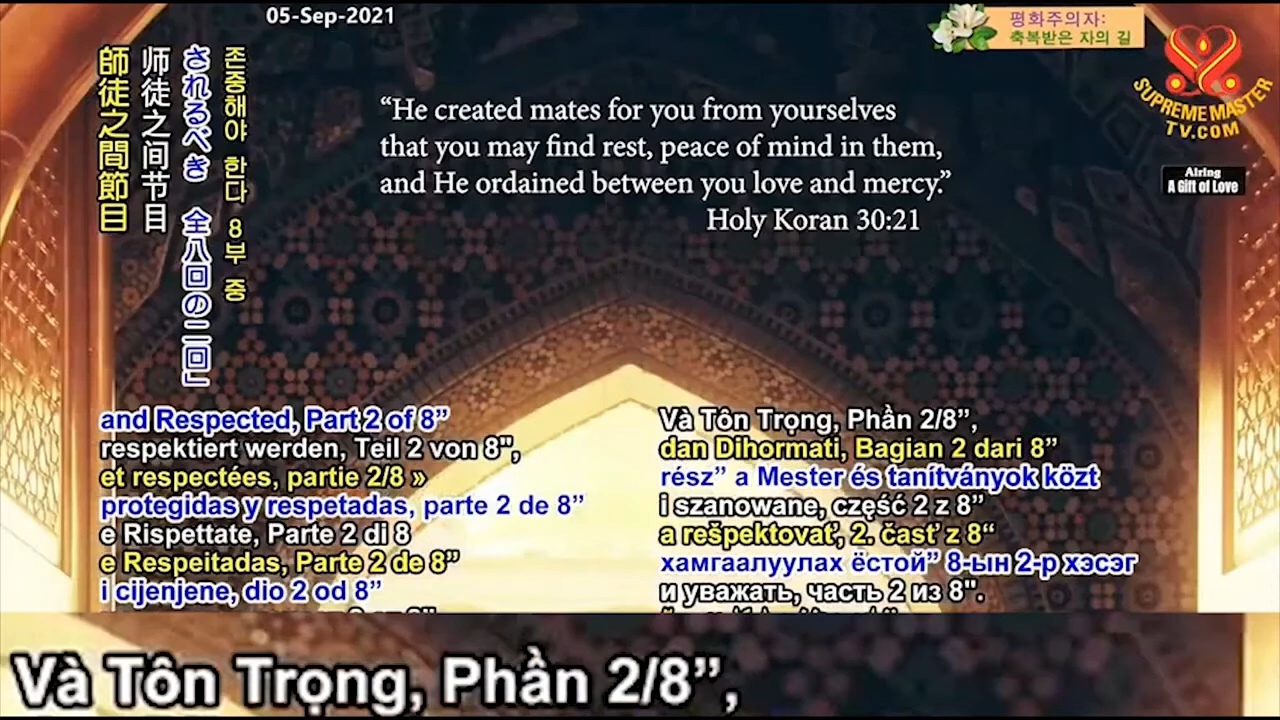 05-Sep-2021
평화주의자:
축복받은 자의 길
SUPREME MASTER
TV.COM
Airing
A Gift of Love
존중해야 한다 8부 중
されるべき 全八回の二回」
师徒之间节目
師徒之間節目
“He created mates for you from yourselves
that you may find rest, peace of mind in them,
and He ordained between you love and mercy.”
Holy Koran 30:21
and Respected, Part 2 of 8”
respektiert werden, Teil 2 von 8",
et respectées, partie 2/8 »
protegidas y respetadas, parte 2 de 8”
e Rispettate, Parte 2 di 8
e Respeitadas, Parte 2 de 8”
i cijenjene, dio 2 od 8”
Và Tôn Trọng, Phần 2/8”,
dan Dihormati, Bagian 2 dari 8”
rész” a Mester és tanítványok közt
i szanowane, część 2 z 8”
a rešpektovať, 2. časť z 8“
хамгаалуулах ёстой” 8-ын 2-р хэсэг
и уважать, часть 2 из 8".
Và Tôn Trọng, Phần 2/8”,